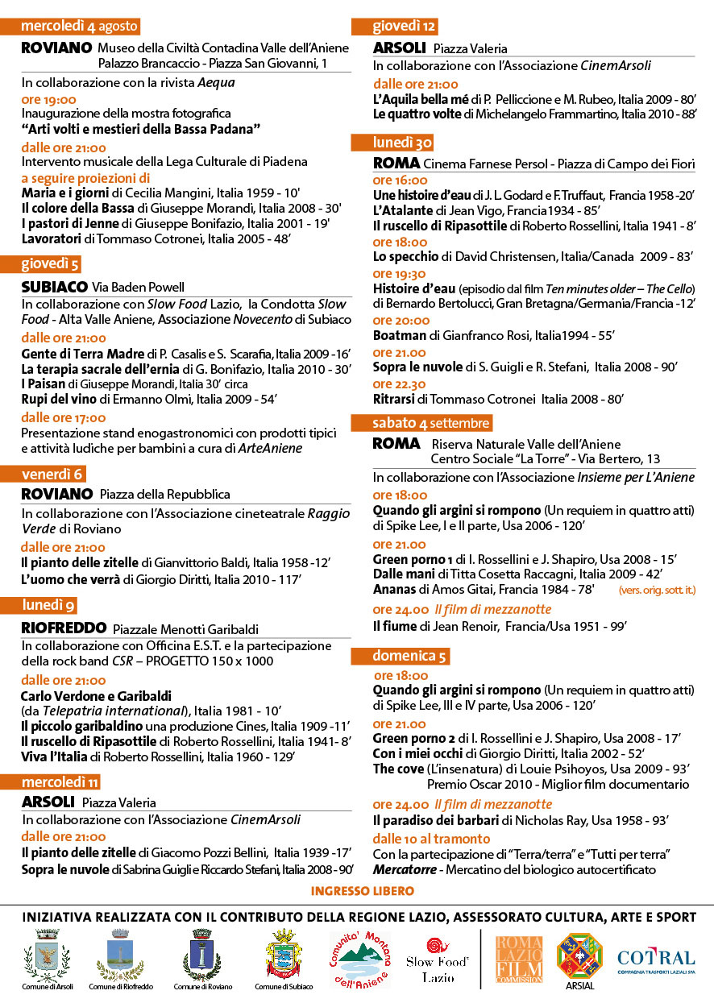 mercoledì 4 agosto
ROVIANO Museo della Civiltà Contadina Valle dell'Aniene
Palazzo Brancaccio - Piazza San Giovanni, 1
In collaborazione con la rivista Aequa
ore 19:00
Inaugurazione della mostra fotografica
“Arti volti e mestieri della Bassa Padana”
dalle ore 21:00
Intervento musicale della Lega Culturale di Piadena
a seguire proiezioni di
Maria e i giorni di Cecilia Mangini, Italia 1959 - 10'
Il colore della Bassa di Giuseppe Morandi, Italia 2008 - 30'
I pastori di Jenne di Giuseppe Bonifazio, Italia 2001 - 19'
Lavoratori di Tommaso Cotronei, Italia 2005 - 48’
giovedì 5
SUBIACO Via Baden Powell
In collaborazione con Slow Food Lazio, la Condotta Slow
Food - Alta Valle Aniene, Associazione Novecento di Subiaco
dalle ore 21:00
Gente di Terra Madre di P. Casalis e S. Scarafia, Italia 2009 -16’
La terapia sacrale dell’ernia di G. Bonifazio, Italia 2010 - 30’
I Paisan di Giuseppe Morandi, Italia 30’ circa
Rupi del vino di Ermanno Olmi, Italia 2009 - 54’
dalle ore 17:00
Presentazione stand enogastronomici con prodotti tipici
e attività ludiche per bambini a cura di ArteAniene
venerdì 6
ROVIANO Piazza della Repubblica
In collaborazione con l’Associazione cineteatrale Raggio
Verde di Roviano
dalle ore 21:00
Il pianto delle zitelle di Gianvittorio Baldi, Italia 1958 -12’
L’uomo che verrà di Giorgio Diritti, Italia 2010 - 117’
lunedì 9
RIOFREDDO Piazzale Menotti Garibaldi
In collaborazione con Officina E.S.T. e la partecipazione
della rock band CSR – PROGETTO 150 x 1000
dalle ore 21:00
Carlo Verdone e Garibaldi
(da Telepatria international), Italia 1981 - 10’
Il piccolo garibaldino una produzione Cines, Italia 1909 -11’
Il ruscello di Ripasottile di Roberto Rossellini, Italia 1941- 8’
Viva l’Italia di Roberto Rossellini, Italia 1960 - 129’
mercoledì 11
ARSOLI Piazza Valeria
In collaborazione con l’Associazione CinemArsoli
dalle ore 21:00
Il pianto delle zitelle di Giacomo Pozzi Bellini, Italia 1939 -17’
Sopra le nuvole di Sabrina Guigli e Riccardo Stefani, Italia 2008 - 90’
giovedì 12
ARSOLI Piazza Valeria
In collaborazione con l’Associazione CinemArsoli
dalle ore 21:00
L’Aquila bella mé di P. Pelliccione e M. Rubeo, Italia 2009 - 80’
Le quattro volte di Michelangelo Frammartino, Italia 2010 - 88’
lunedì 30
ROMA Cinema Farnese Persol - Piazza di Campo dei Fiori
ore 16:00
Une histoire d’eau di J. L. Godard e F. Truffaut, Francia 1958 -20’
L’Atalante di Jean Vigo, Francia1934 - 85’
Il ruscello di Ripasottile di Roberto Rossellini, Italia 1941 - 8’
ore 18:00
Lo specchio di David Christensen, Italia/Canada 2009 - 83’
ore 19:30
Histoire d’eau (episodio dal film Ten minutes older – The Cello)
di Bernardo Bertolucci, Gran Bretagna/Germania/Francia -12‘
ore 20:00
Boatman di Gianfranco Rosi, Italia1994 - 55’
ore 21.00
Sopra le nuvole di S. Guigli e R. Stefani, Italia 2008 - 90’
ore 22.30
Ritrarsi di Tommaso Cotronei Italia 2008 - 80’
sabato 4 settembre
ROMA Riserva Naturale Valle dell’Aniene
Centro Sociale “La Torre” - Via Bertero, 13
In collaborazione con l’Associazione Insieme per L’Aniene
ore 18:00
Quando gli argini si rompono (Un requiem in quattro atti)
di Spike Lee, I e II parte, Usa 2006 - 120’
ore 21.00
Green porno 1 di I. Rossellini e J. Shapiro, Usa 2008 - 15’
Dalle mani di Titta Cosetta Raccagni, Italia 2009 - 42’
Ananas di Amos Gitai, Francia 1984 - 78' (vers. orig. sott. it.)
ore 24.00 Il film di mezzanotte
Il fiume di Jean Renoir, Francia/Usa 1951 - 99’
domenica 5
ore 18:00
Quando gli argini si rompono (Un requiem in quattro atti)
di Spike Lee, III e IV parte, Usa 2006 - 120’
ore 21.00
Green porno 2 di I. Rossellini e J. Shapiro, Usa 2008 - 17’
Con i miei occhi di Giorgio Diritti, Italia 2002 - 52‘
The cove (L’insenatura) di Louie Psihoyos, Usa 2009 - 93’
Premio Oscar 2010 - Miglior film documentario
ore 24.00 Il film di mezzanotte
Il paradiso dei barbari di Nicholas Ray, Usa 1958 - 93’
dalle 10 al tramonto
Con la partecipazione di “Terra/terra” e “Tutti per terra”
Mercatorre - Mercatino del biologico autocertificato
INGRESSO LIBERO
INIZIATIVA REALIZZATA CON IL CONTRIBUTO DELLA REGIONE LAZIO, ASSESSORATO CULTURA, ARTE E SPORT
Comune di Arsoli
Comune di Riofreddo
Comune di Roviano
Comune di Subiaco
Comunita' Montana
dell'Aniene
Slow Food®
Lazio
ROMA
LAZIO
FILM
COMMISSION
ARSIAL
COTRAL
COMPAGNIA TRASPORTI LAZIALI SPA